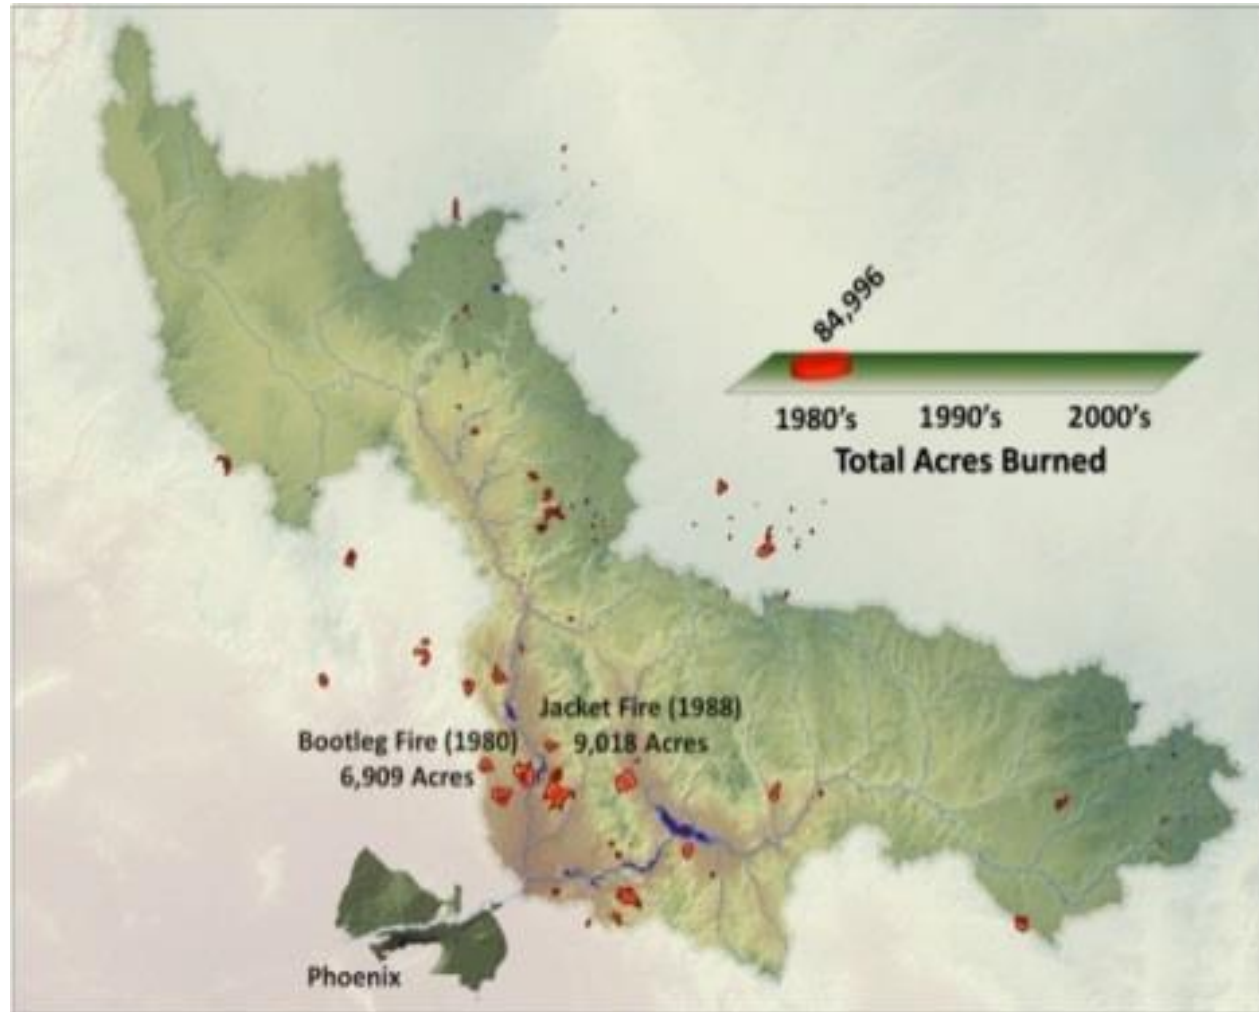 84,996
1980's 1990's 2000's
Total Acres Burned
Jacket Fire (1988)
9,018 Acres
Bootleg Fire (1980)
6,909 Acres
Phoenix